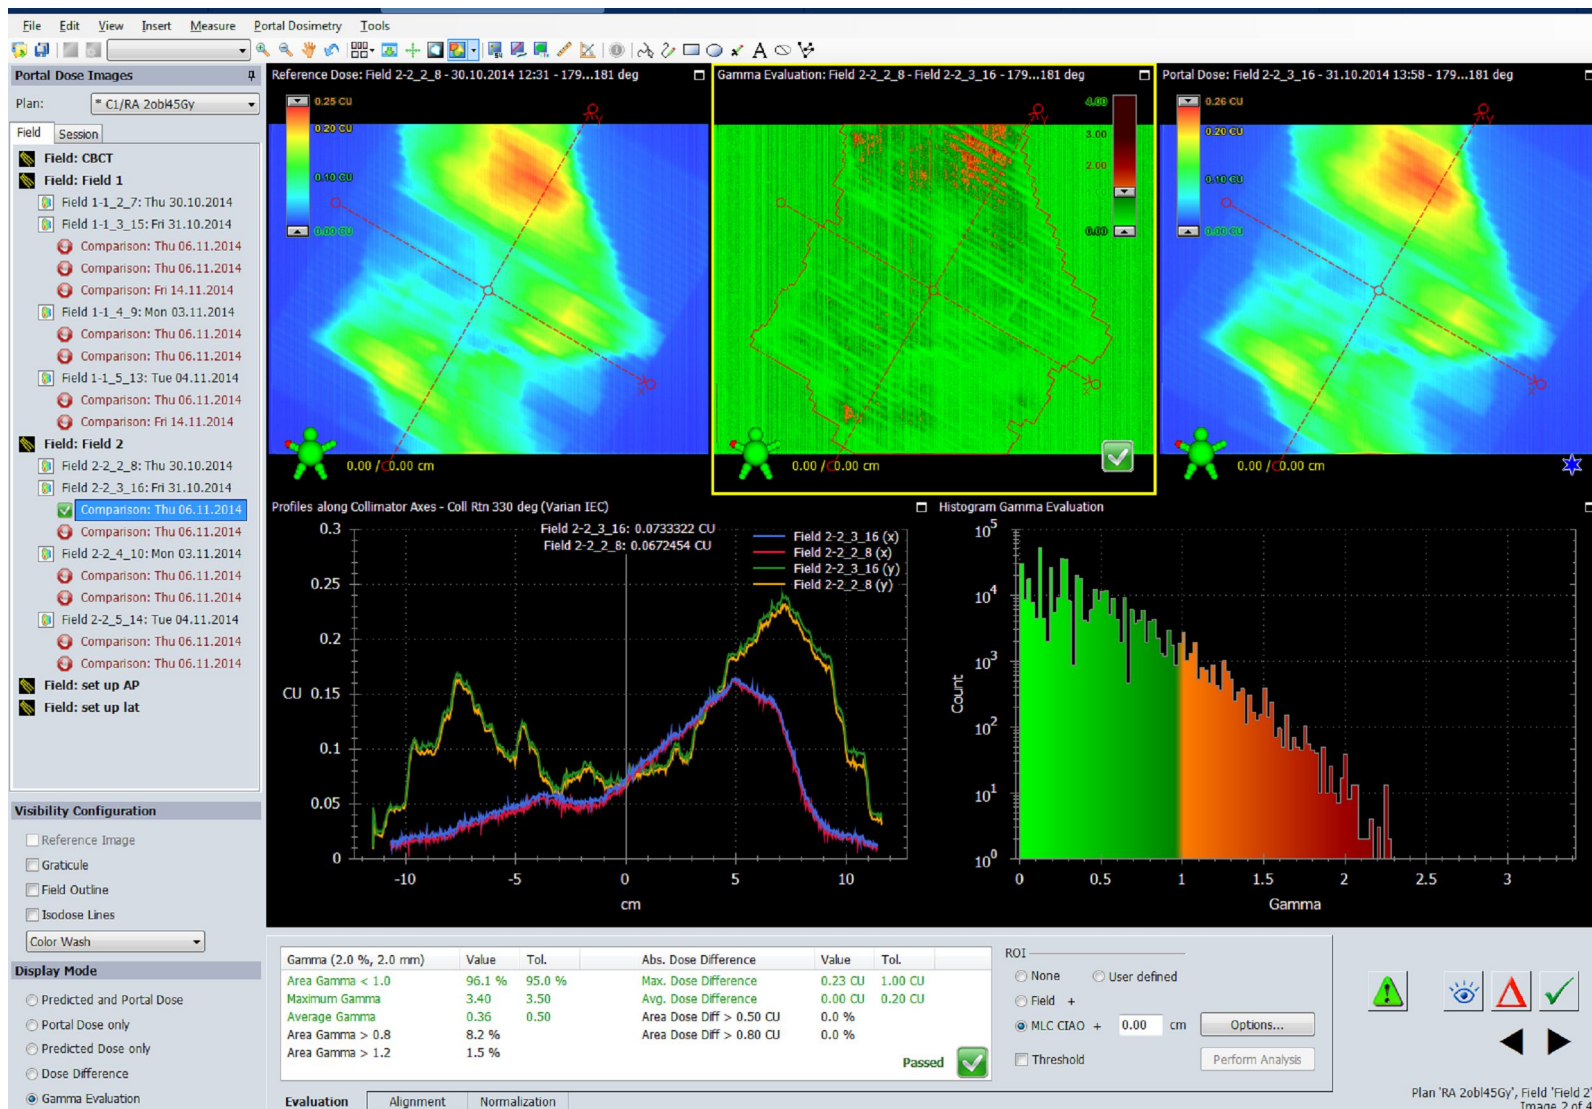 File Edit View Insert Measure Portal Dosimetry Tools
Portal Dose Images
Plan: * C1/RA 2obl45Gy
Field Session
Field: CBCT
Field: Field 1
Field 1-1_2_7: Thu 30.10.2014
Field 1-1_3_15: Fri 31.10.2014
Comparison: Thu 06.11.2014
Comparison: Thu 06.11.2014
Comparison: Fri 14.11.2014
Field 1-1_4_9: Mon 03.11.2014
Comparison: Thu 06.11.2014
Comparison: Thu 06.11.2014
Field 1-1_5_13: Tue 04.11.2014
Comparison: Thu 06.11.2014
Comparison: Fri 14.11.2014
Field: Field 2
Field 2-2_2_8: Thu 30.10.2014
Field 2-2_3_16: Fri 31.10.2014
Comparison: Thu 06.11.2014
Comparison: Thu 06.11.2014
Field 2-2_4_10: Mon 03.11.2014
Comparison: Thu 06.11.2014
Comparison: Thu 06.11.2014
Field 2-2_5_14: Tue 04.11.2014
Comparison: Thu 06.11.2014
Comparison: Thu 06.11.2014
Field: set up AP
Field: set up lat
Visibility Configuration
Reference Image
Graticule
Field Outline
Isodose Lines
Color Wash
Display Mode
Predicted and Portal Dose
Portal Dose only
Predicted Dose only
Dose Difference
Gamma Evaluation
Reference Dose: Field 2-2_2_8 - 30.10.2014 12:31 - 179...181 deg
0.25 CU
0.20 CU
0.10 CU
0.00 CU
Y
X
0.00 / 0.00 cm
Gamma Evaluation: Field 2-2_2_8 - Field 2-2_3_16 - 179...181 deg
4.00
3.00
2.00
0.00
Y
X
0.00 / 0.00 cm
Portal Dose: Field 2-2_3_16 - 31.10.2014 13:58 - 179...181 deg
0.26 CU
0.20 CU
0.10 CU
0.00 CU
Y
X
0.00 / 0.00 cm
Profiles along Collimator Axes - Coll Rtn 330 deg (Varian IEC)
Field 2-2_3_16: 0.0733322 CU
Field 2-2_2_8: 0.0672454 CU
Field 2-2_3_16 (x)
Field 2-2_2_8 (x)
Field 2-2_3_16 (y)
Field 2-2_2_8 (y)
0.3
0.25
0.2
CU 0.15
0.1
0.05
0
-10 -5 0 5 10
cm
Histogram Gamma Evaluation
10^5
10^4
10^3
10^2
10^1
10^0
Count
0 0.5 1 1.5 2 2.5 3
Gamma
Gamma (2.0 %, 2.0 mm) Value Tol. Abs. Dose Difference Value Tol.
Area Gamma < 1.0 96.1 % 95.0 % Max. Dose Difference 0.23 CU 1.00 CU
Maximum Gamma 3.40 3.50 Avg. Dose Difference 0.00 CU 0.20 CU
Average Gamma 0.36 0.50 Area Dose Diff > 0.50 CU 0.0 %
Area Gamma > 0.8 8.2 % Area Dose Diff > 0.80 CU 0.0 %
Area Gamma > 1.2 1.5 %
Passed
Evaluation Alignment Normalization
ROI
None User defined
Field +
MLC CIAO + 0.00 cm Options...
Threshold Perform Analysis
Plan 'RA 2obl45Gy', Field 'Field 2'
Image 2 of 4